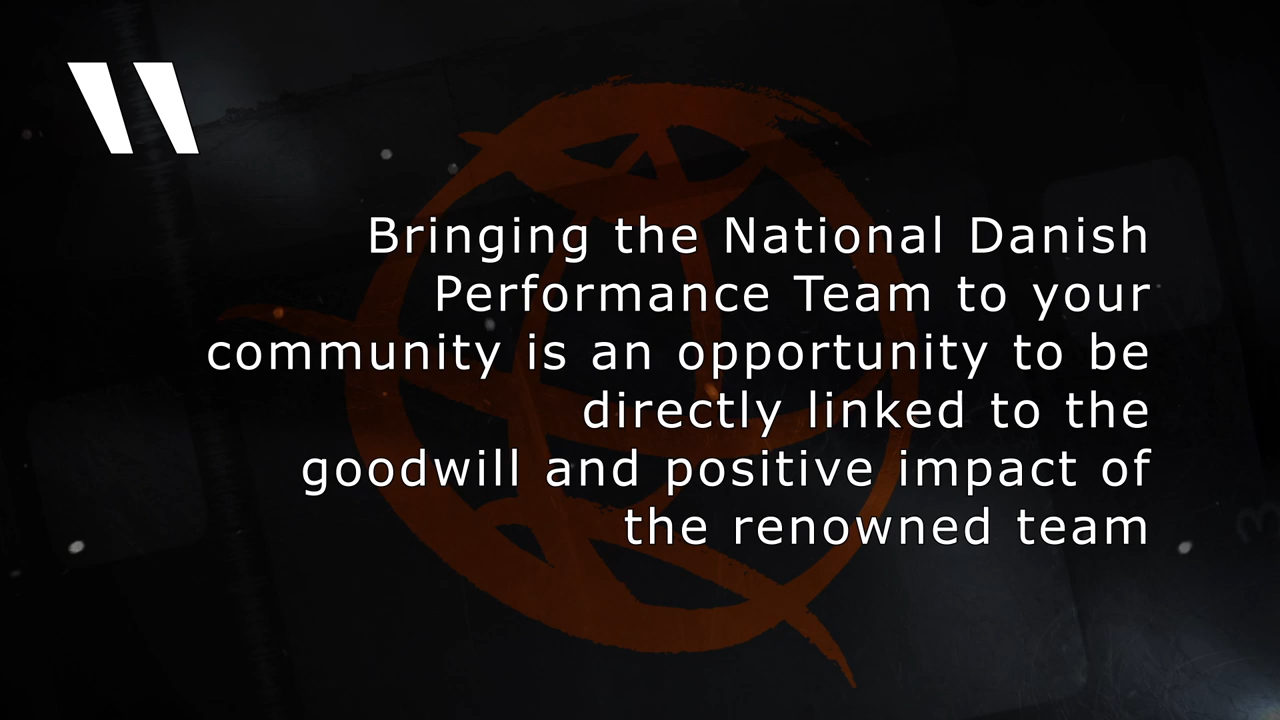 Bringing the National Danish
Performance Team to your
community is an opportunity to be
directly linked to the
goodwill and positive impact of
the renowned team